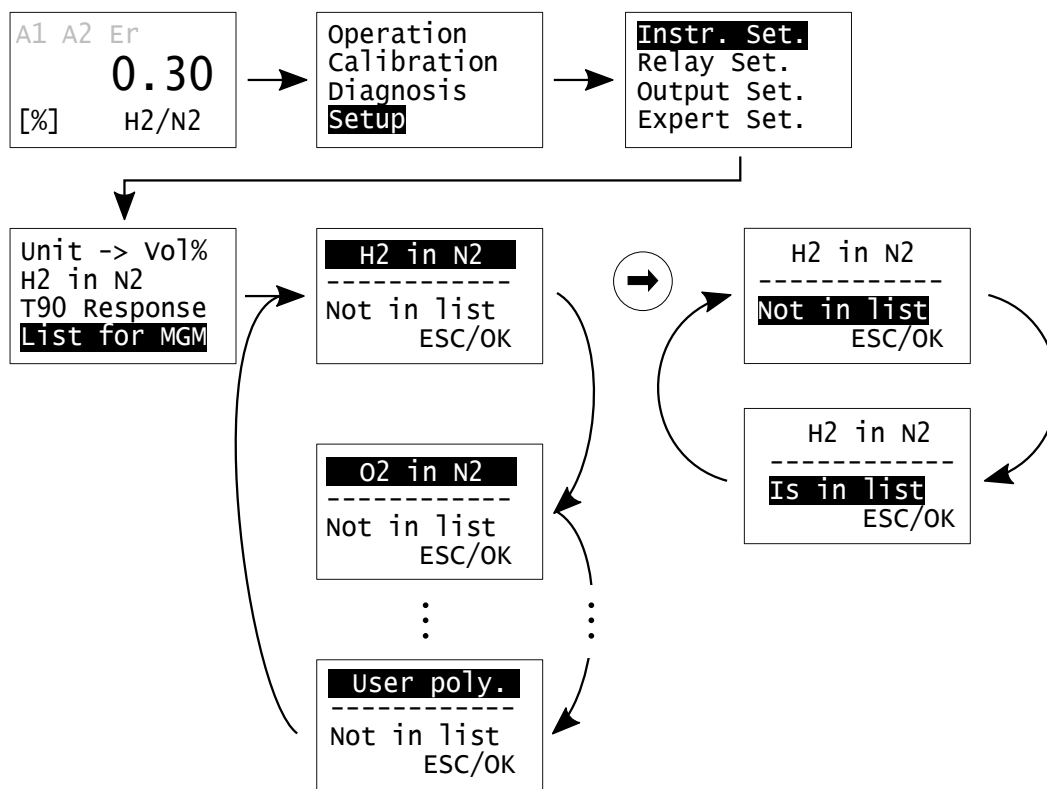 A1 A2 Er
0.30
[%] H2/N2
Operation
Calibration
Diagnosis
Setup
Instr. Set.
Relay Set.
Output Set.
Expert Set.
Unit -> Vol%
H2 in N2
T90 Response
List for MGM
H2 in N2
------------
Not in list
ESC/OK
H2 in N2
------------
Not in list
ESC/OK
O2 in N2
------------
Not in list
ESC/OK
H2 in N2
------------
Is in list
ESC/OK
User poly.
------------
Not in list
ESC/OK